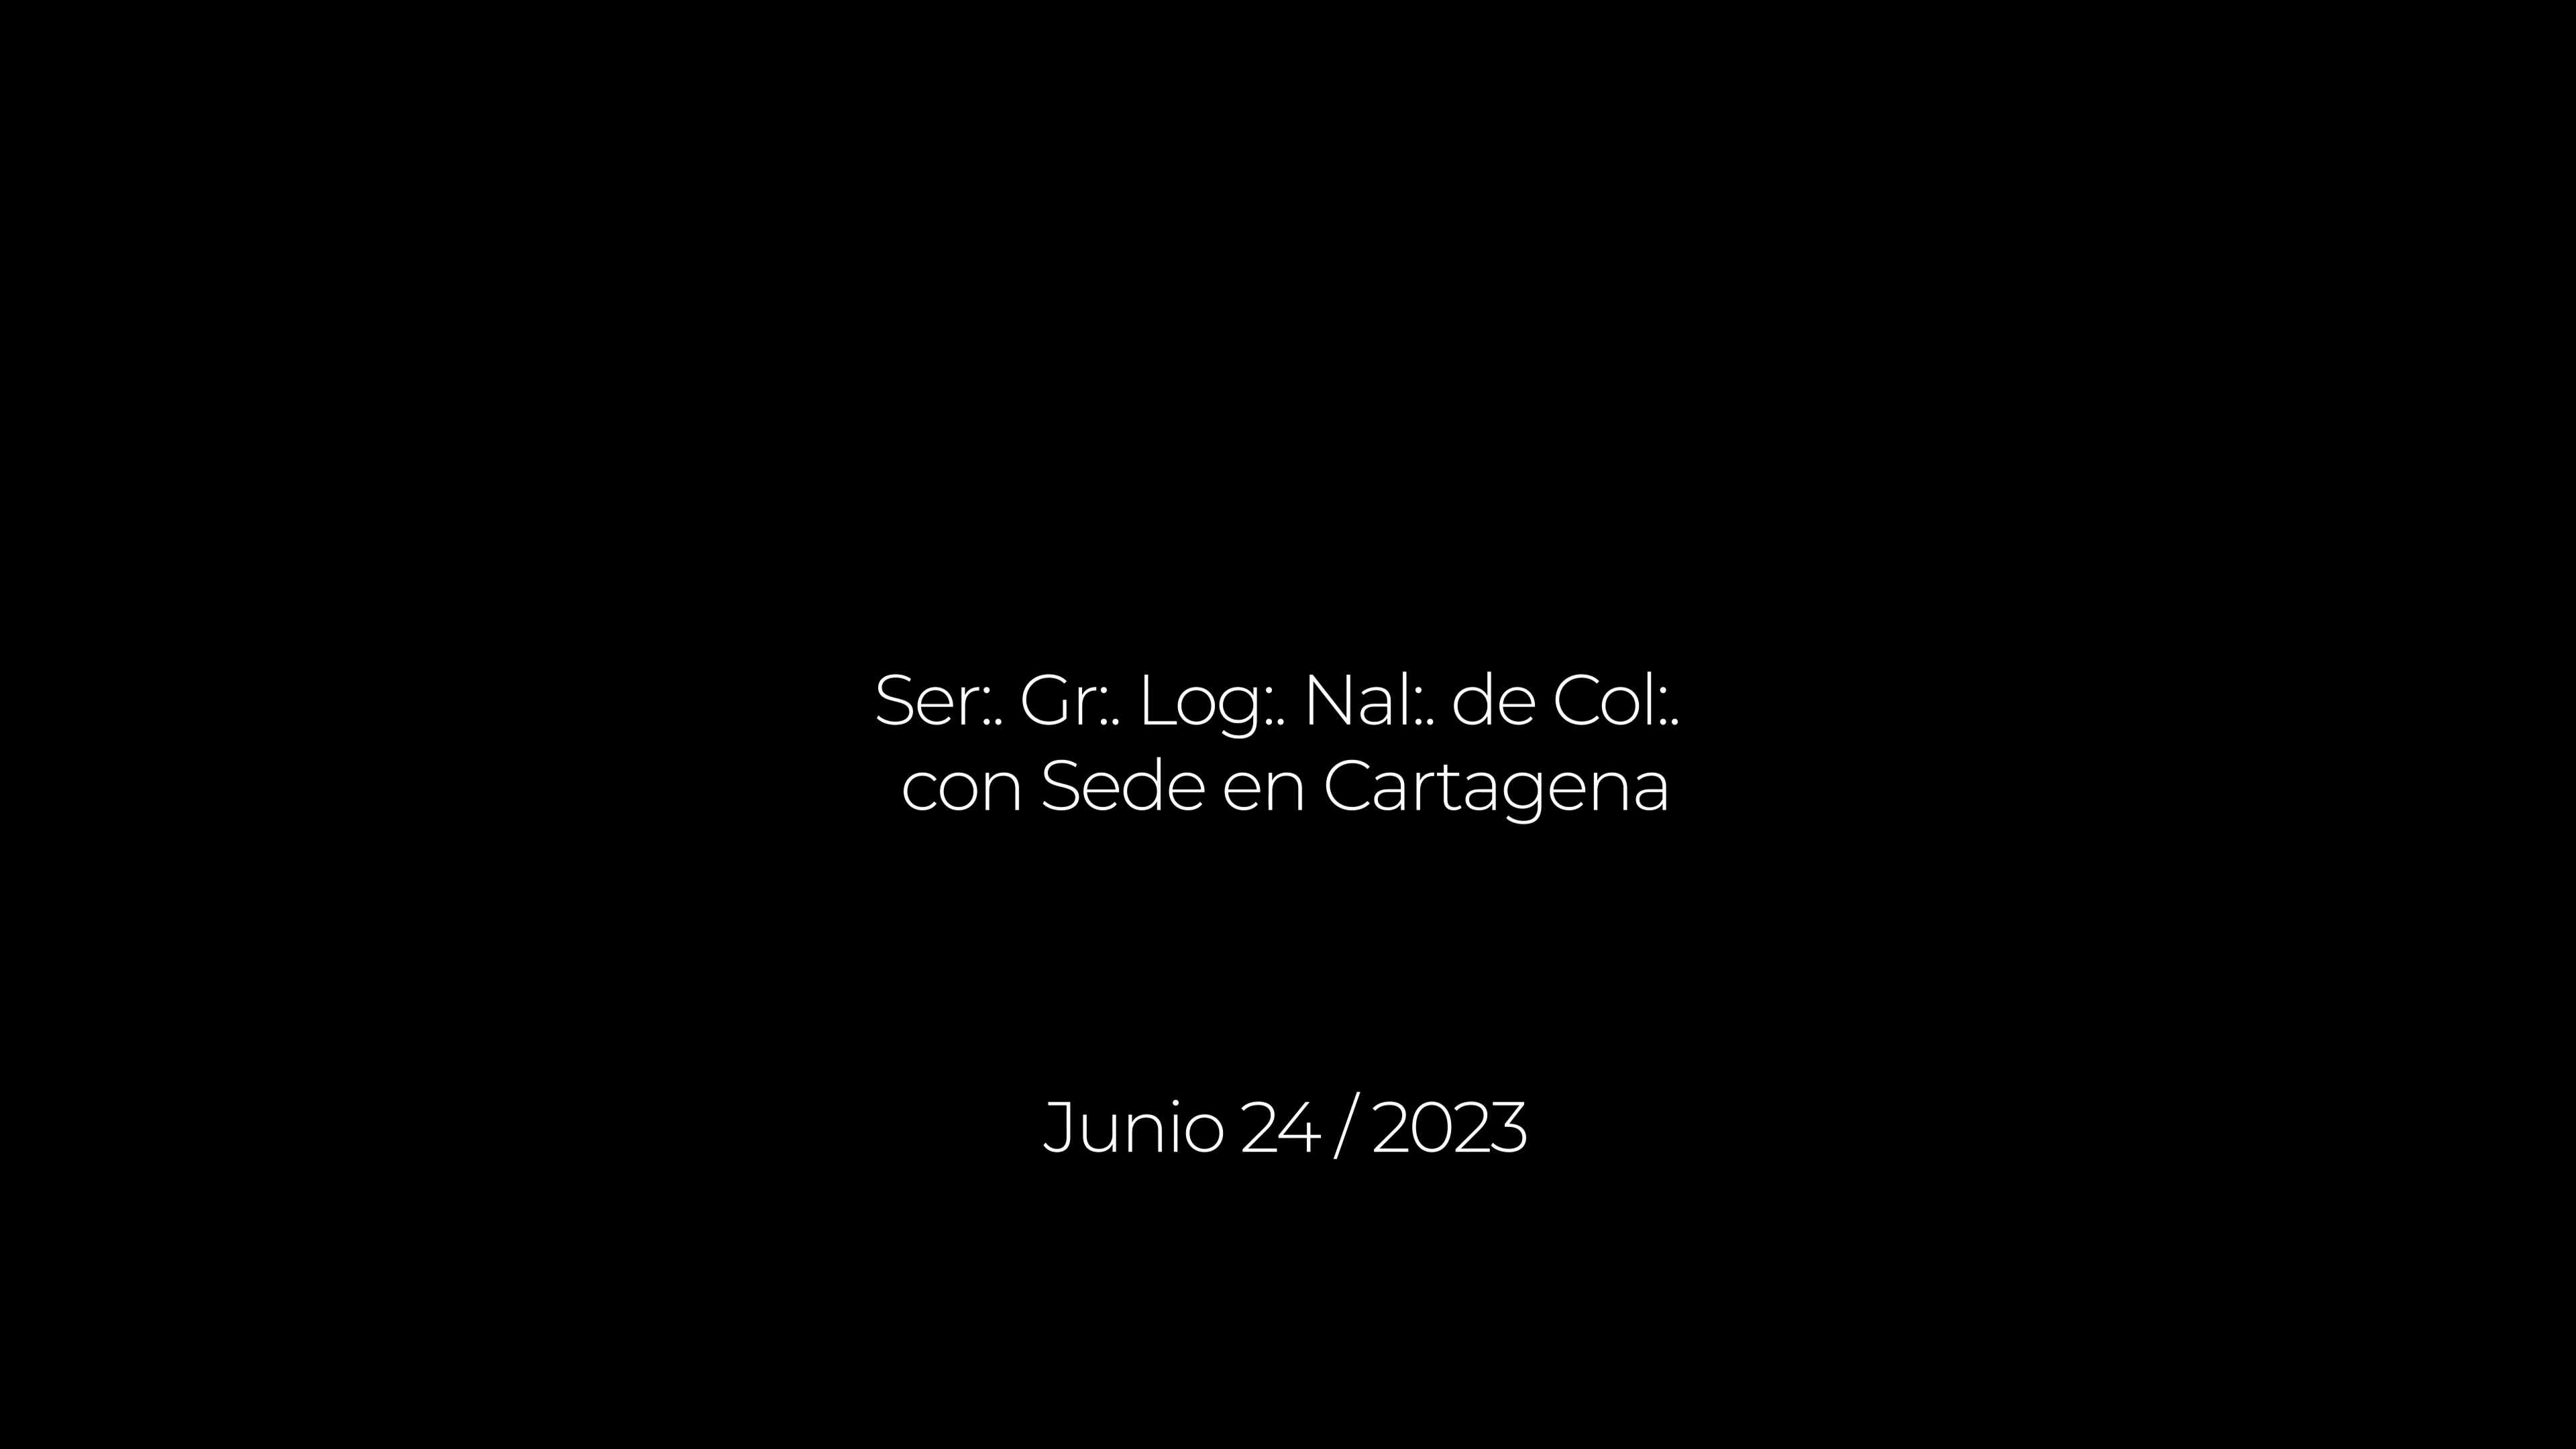 Ser:. Gr:. Log:. Nal:. de Col:.
con Sede en Cartagena
Junio 24 / 2023